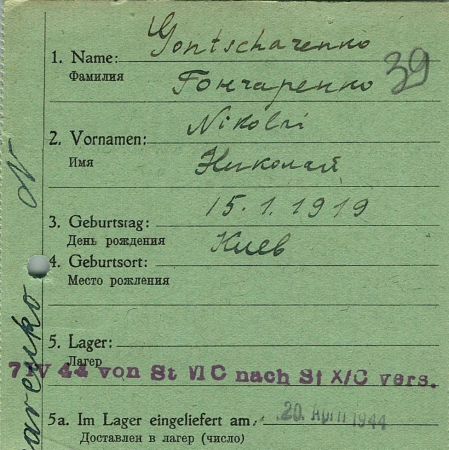 Gontscharenko
1. Name:
39
Фамилия
Гончаренко
Nikolai
2. Vornamen:
Имя
Николай
15.1.1919
3. Geburtstag:
День рождения
Киев
4. Geburtsort:
Место рождения
5. Lager:
Лагер
7 IV 44 von St VI C nach St X/C vers.
5a. Im Lager eingeliefert am:
20. April 1944
Доставлен в лагер (число)
N